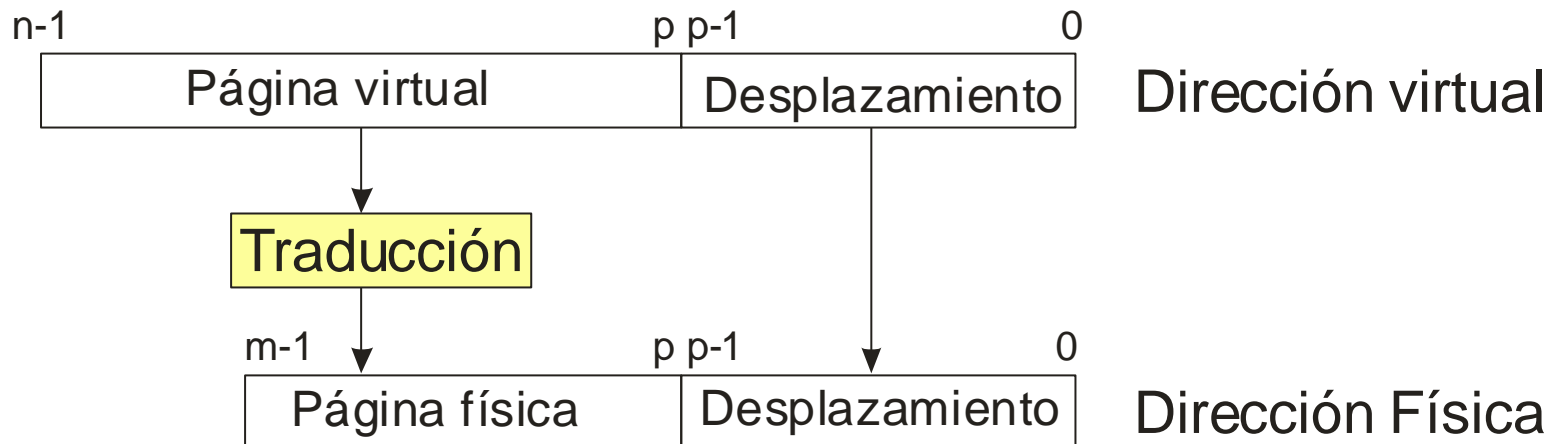 n-1 p p-1 0
Página virtual Desplazamiento Dirección virtual
Traducción
m-1 p p-1 0
Página física Desplazamiento Dirección Física